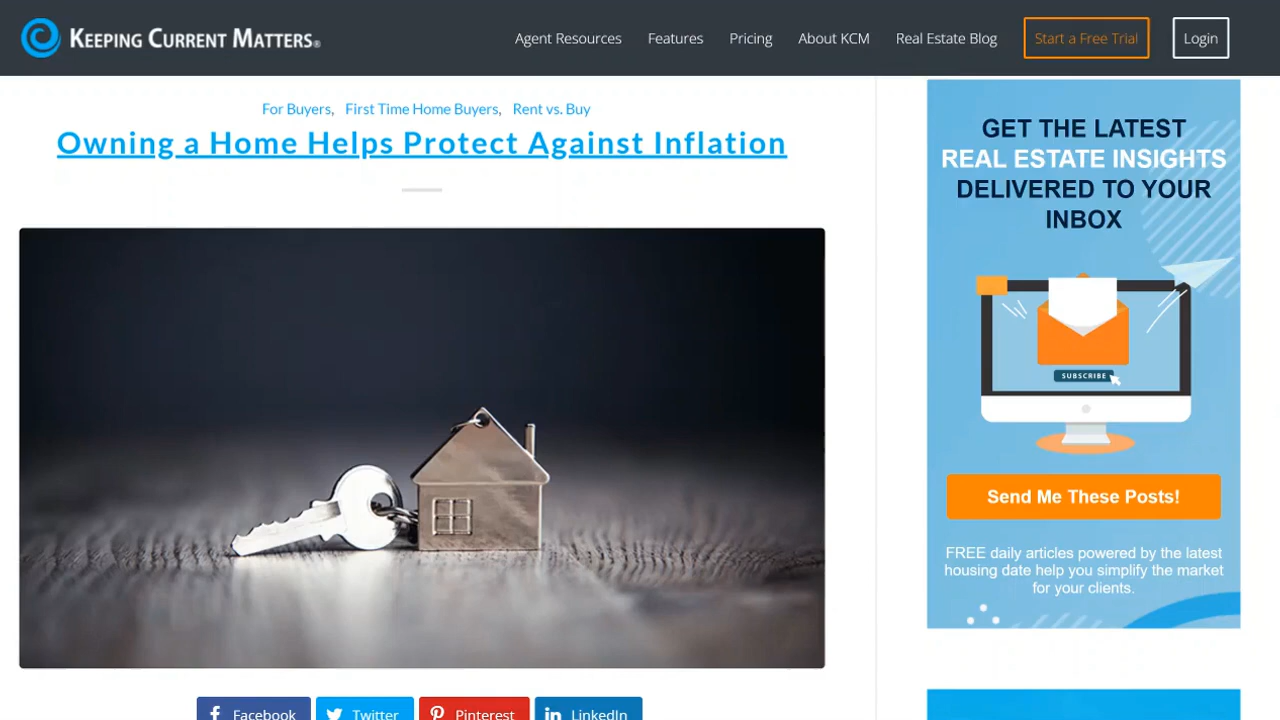 KEEPING CURRENT MATTERS®
Agent Resources
Features
Pricing
About KCM
Real Estate Blog
Start a Free Trial
Login
For Buyers, First Time Home Buyers, Rent vs. Buy
Owning a Home Helps Protect Against Inflation
Facebook
Twitter
Pinterest
LinkedIn
GET THE LATEST
REAL ESTATE INSIGHTS
DELIVERED TO YOUR
INBOX
SUBSCRIBE
Send Me These Posts!
FREE daily articles powered by the latest
housing date help you simplify the market
for your clients.